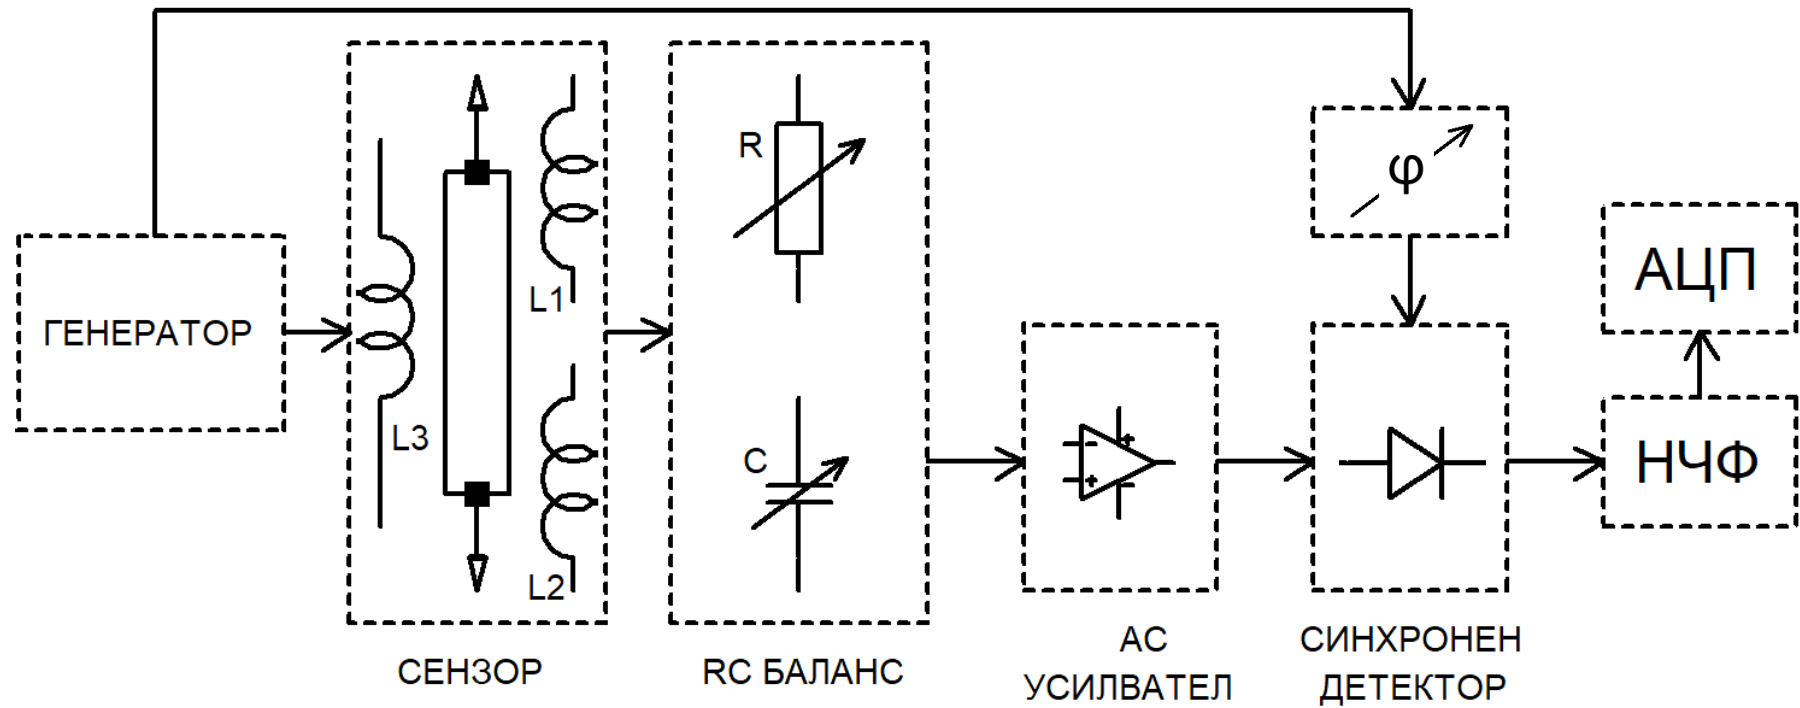 ГЕНЕРАТОР
L3
L1
L2
СЕНЗОР
R
C
RC БАЛАНС
АС
УСИЛВАТЕЛ
φ
СИНХРОНЕН
ДЕТЕКТОР
АЦП
НЧФ